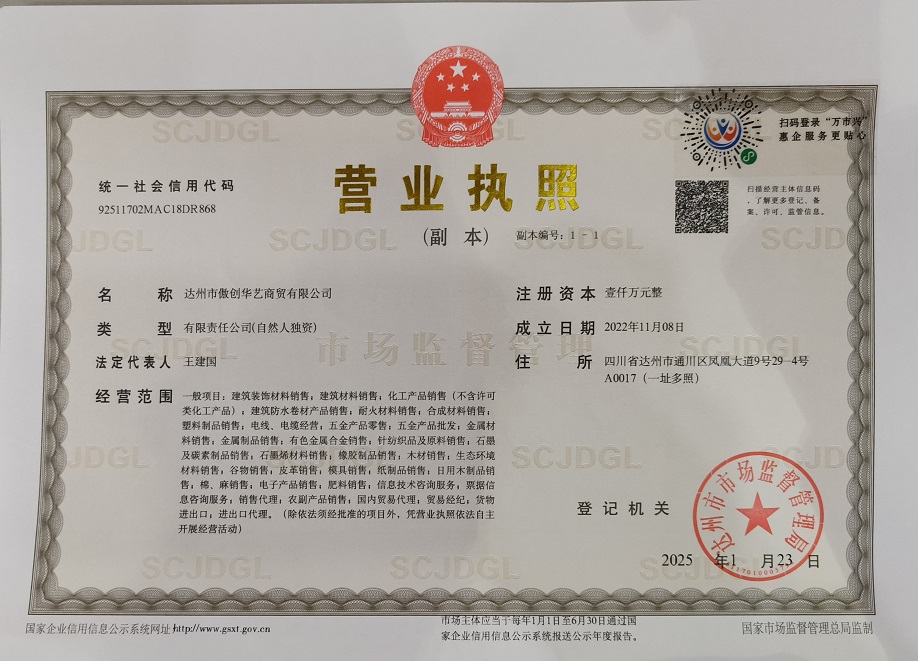 扫码登录“万市兴”
惠企服务更贴心
统一社会信用代码
92511702MAC18DR868
营业执照
(副 本) 副本编号：1 - 1
扫描经营主体信息码
，了解更多登记、备
案、许可、监管信息。
名称 达州市傲创华艺商贸有限公司
注册资本 壹仟万元整
类型 有限责任公司(自然人独资)
成立日期 2022年11月08日
法定代表人 王建国
住所 四川省达州市通川区凤凰大道9号29—4号
A0017（一址多照）
经营范围 一般项目：建筑装饰材料销售；建筑材料销售；化工产品销售（不含许可
类化工产品）；建筑防水卷材产品销售；耐火材料销售；合成材料销售；
塑料制品销售；电线、电缆经营；五金产品零售；五金产品批发；金属材
料销售；金属制品销售；有色金属合金销售；针纺织品及原料销售；石墨
及碳素制品销售；石墨烯材料销售；橡胶制品销售；木材销售；生态环境
材料销售；谷物销售；皮革销售；模具销售；纸制品销售；日用木制品销
售；棉、麻销售；电子产品销售；肥料销售；信息技术咨询服务；票据信
息咨询服务；销售代理；农副产品销售；国内贸易代理；贸易经纪；货物
进出口；进出口代理。（除依法须经批准的项目外，凭营业执照依法自主
开展经营活动）
SCJDGL
市场监督管理
登记机关
达州市市场监督管理局
2025 年1 月23 日
国家企业信用信息公示系统网址：http://www.gsxt.gov.cn
市场主体应当于每年1月1日至6月30日通过国
家企业信用信息公示系统报送公示年度报告。
国家市场监督管理总局监制